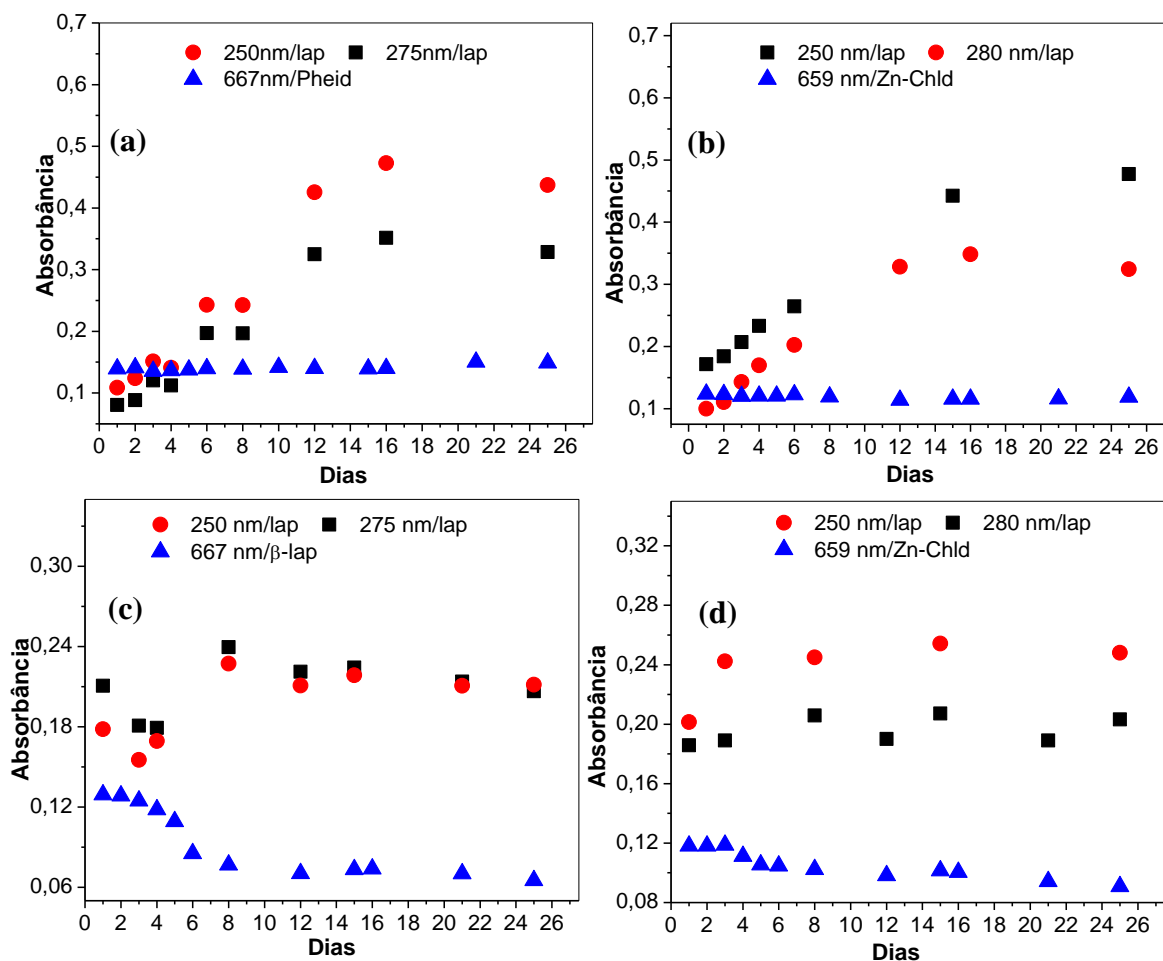 0,7
250nm/lap 275nm/lap
667nm/Pheid
0,6
(a)
0,5
0,4
0,3
0,2
0,1
Absorbância
0 2 4 6 8 10 12 14 16 18 20 22 24 26
Dias
0,7
250 nm/lap 280 nm/lap
659 nm/Zn-Chld
0,6
(b)
0,5
0,4
0,3
0,2
0,1
Absorbância
0 2 4 6 8 10 12 14 16 18 20 22 24 26
Dias
250 nm/lap 275 nm/lap
667 nm/β-lap
0,30
(c)
0,24
0,18
0,12
0,06
Absorbância
0 2 4 6 8 10 12 14 16 18 20 22 24 26
Dias
250 nm/lap 280 nm/lap
659 nm/Zn-Chld
0,32
(d)
0,28
0,24
0,20
0,16
0,12
0,08
Absorbância
0 2 4 6 8 10 12 14 16 18 20 22 24 26
Dias